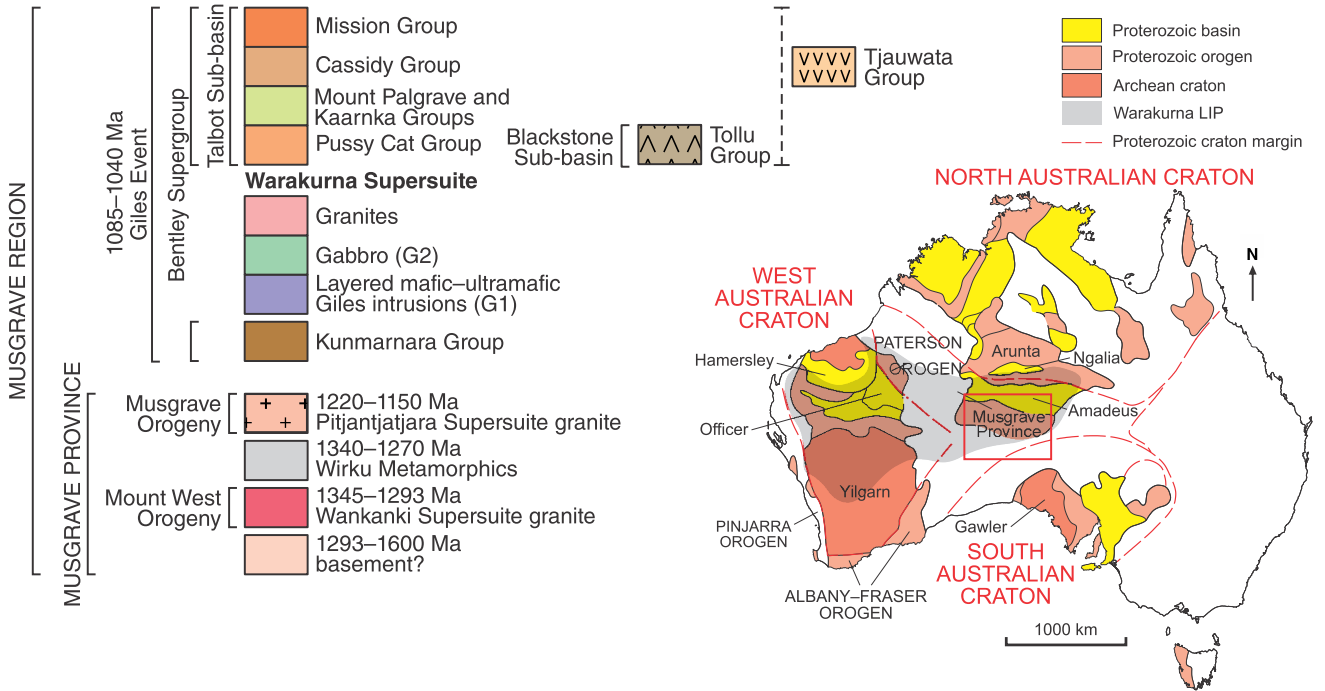 MUSGRAVE REGION
MUSGRAVE PROVINCE
1085–1040 Ma
Giles Event
Bentley Supergroup
Talbot Sub-basin
Mission Group
Cassidy Group
Mount Palgrave and
Kaarnka Groups
Pussy Cat Group
Blackstone
Sub-basin
Tollu
Group
Tjauwata
Group
Warakurna Supersuite
Granites
Gabbro (G2)
Layered mafic–ultramafic
Giles intrusions (G1)
Kunmarnara Group
Musgrave
Orogeny
1220–1150 Ma
Pitjantjatjara Supersuite granite
1340–1270 Ma
Wirku Metamorphics
Mount West
Orogeny
1345–1293 Ma
Wankanki Supersuite granite
1293–1600 Ma
basement?
Proterozoic basin
Proterozoic orogen
Archean craton
Warakurna LIP
Proterozoic craton margin
NORTH AUSTRALIAN CRATON
N
WEST
AUSTRALIAN
CRATON
PATERSON
OROGEN
Hamersley
Arunta
Ngalia
Officer
Amadeus
Musgrave
Province
Yilgarn
PINJARRA
OROGEN
Gawler
SOUTH
AUSTRALIAN
CRATON
ALBANY–FRASER
OROGEN
1000 km